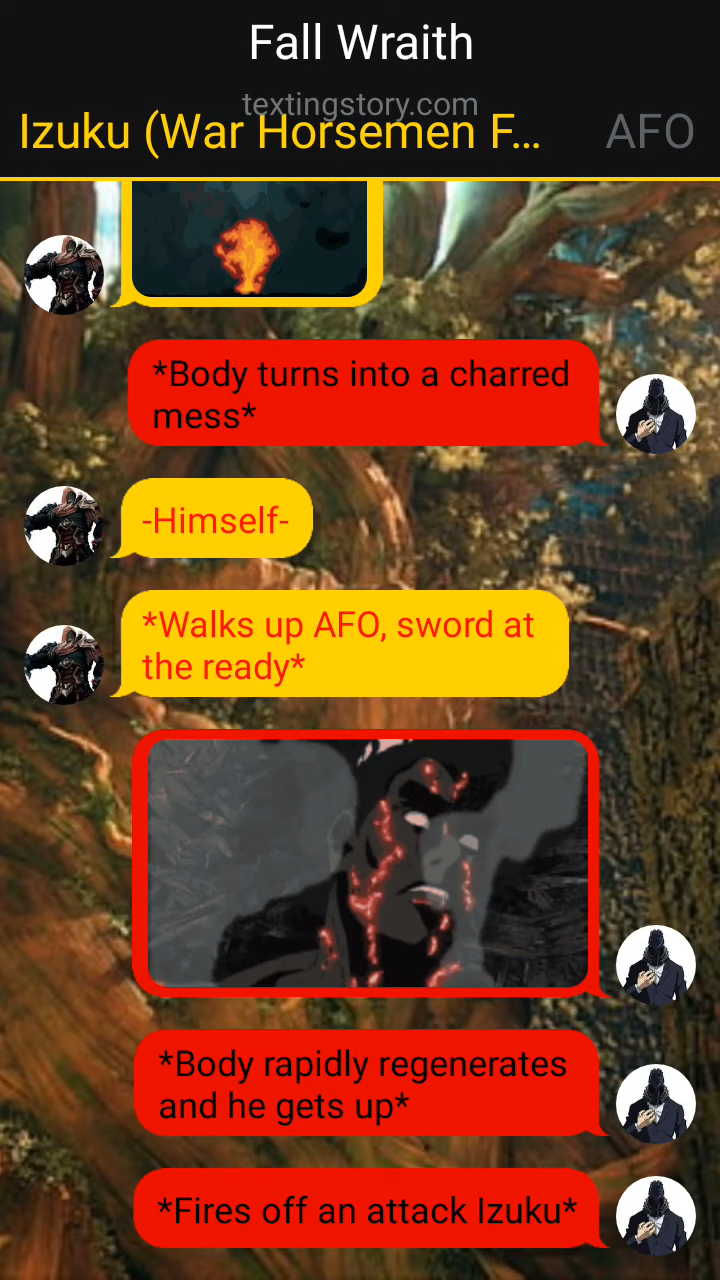 Fall Wraith
textingstory.com
Izuku (War Horsemen F...
AFO
*Body turns into a charred
mess*
-Himself-
*Walks up AFO, sword at
the ready*
*Body rapidly regenerates
and he gets up*
*Fires off an attack Izuku*